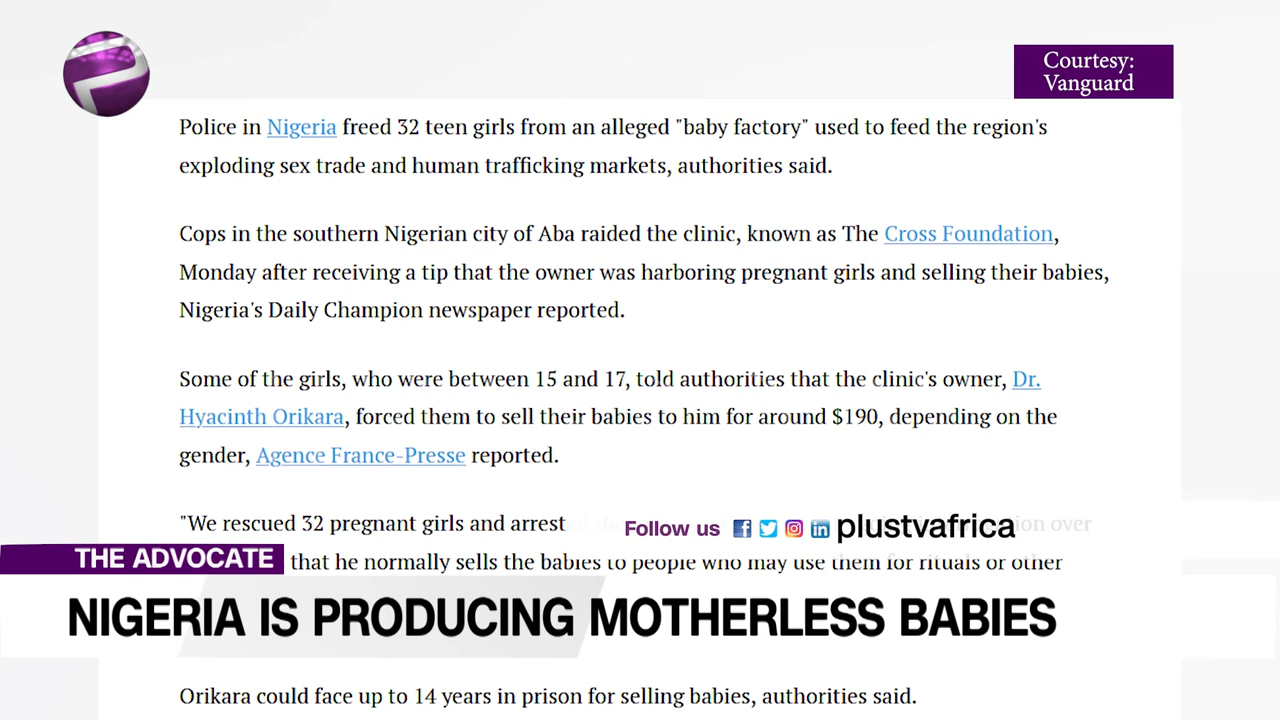 Courtesy:
Vanguard
Police in Nigeria freed 32 teen girls from an alleged "baby factory" used to feed the region's
exploding sex trade and human trafficking markets, authorities said.
Cops in the southern Nigerian city of Aba raided the clinic, known as The Cross Foundation,
Monday after receiving a tip that the owner was harboring pregnant girls and selling their babies,
Nigeria's Daily Champion newspaper reported.
Some of the girls, who were between 15 and 17, told authorities that the clinic's owner, Dr.
Hyacinth Orikara, forced them to sell their babies to him for around $190, depending on the
gender, Agence France-Presse reported.
"We rescued 32 pregnant girls and arrest
over
Follow us plustvafrica
THE ADVOCATE
that he normally sells the babies to people who may use them for rituals or other
NIGERIA IS PRODUCING MOTHERLESS BABIES
Orikara could face up to 14 years in prison for selling babies, authorities said.